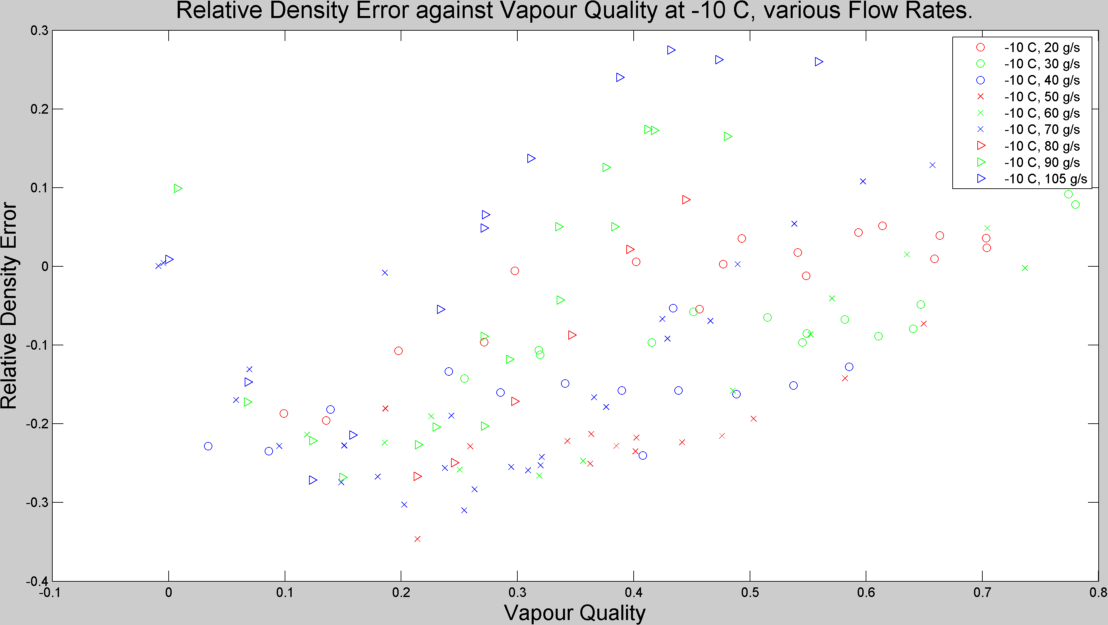 Relative Density Error against Vapour Quality at -10 C, various Flow Rates.
Relative Density Error
0.3
0.2
0.1
0
-0.1
-0.2
-0.3
-0.4
-10 C, 20 g/s
-10 C, 30 g/s
-10 C, 40 g/s
-10 C, 50 g/s
-10 C, 60 g/s
-10 C, 70 g/s
-10 C, 80 g/s
-10 C, 90 g/s
-10 C, 105 g/s
-0.1 0 0.1 0.2 0.3 0.4 0.5 0.6 0.7 0.8
Vapour Quality